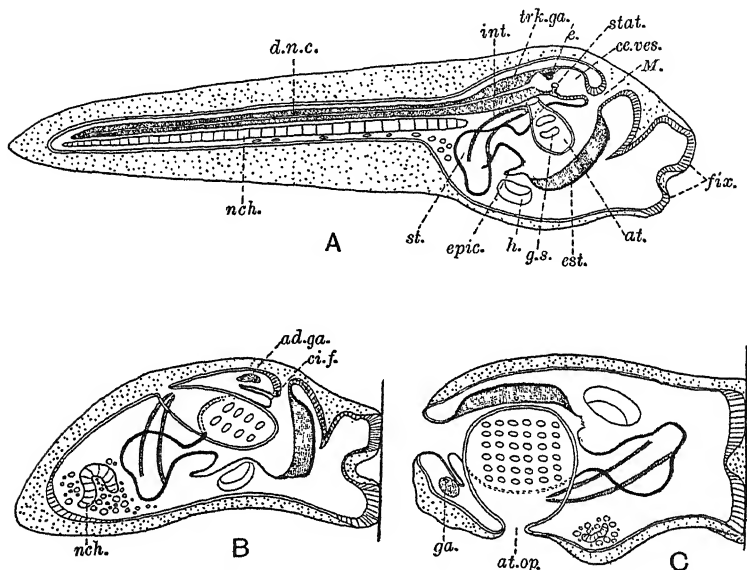 trk.ga.
stat.
int.
e.
cc.ves.
d.n.c.
M.
nch.
fix.
A
st.
epic.
h.
g.s.
est.
at.
ad.ga.
ci.f.
nch.
B
ga.
at.op.
C